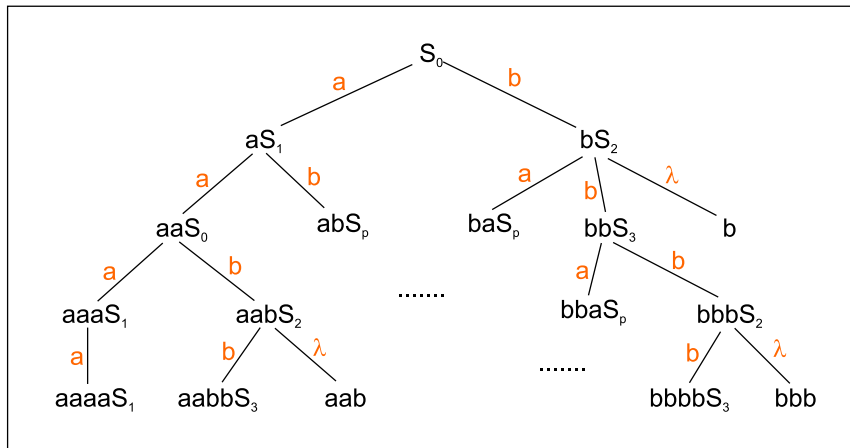 S₀
a b
aS₁ bS₂
a b a b λ
aaS₀ abSₚ baSₚ bbS₃ b
a b a b
....... 
aaaS₁ aabS₂ bbaSₚ bbbS₂
a b λ b λ
.......
aaaaS₁ aabbS₃ aab bbbbS₃ bbb